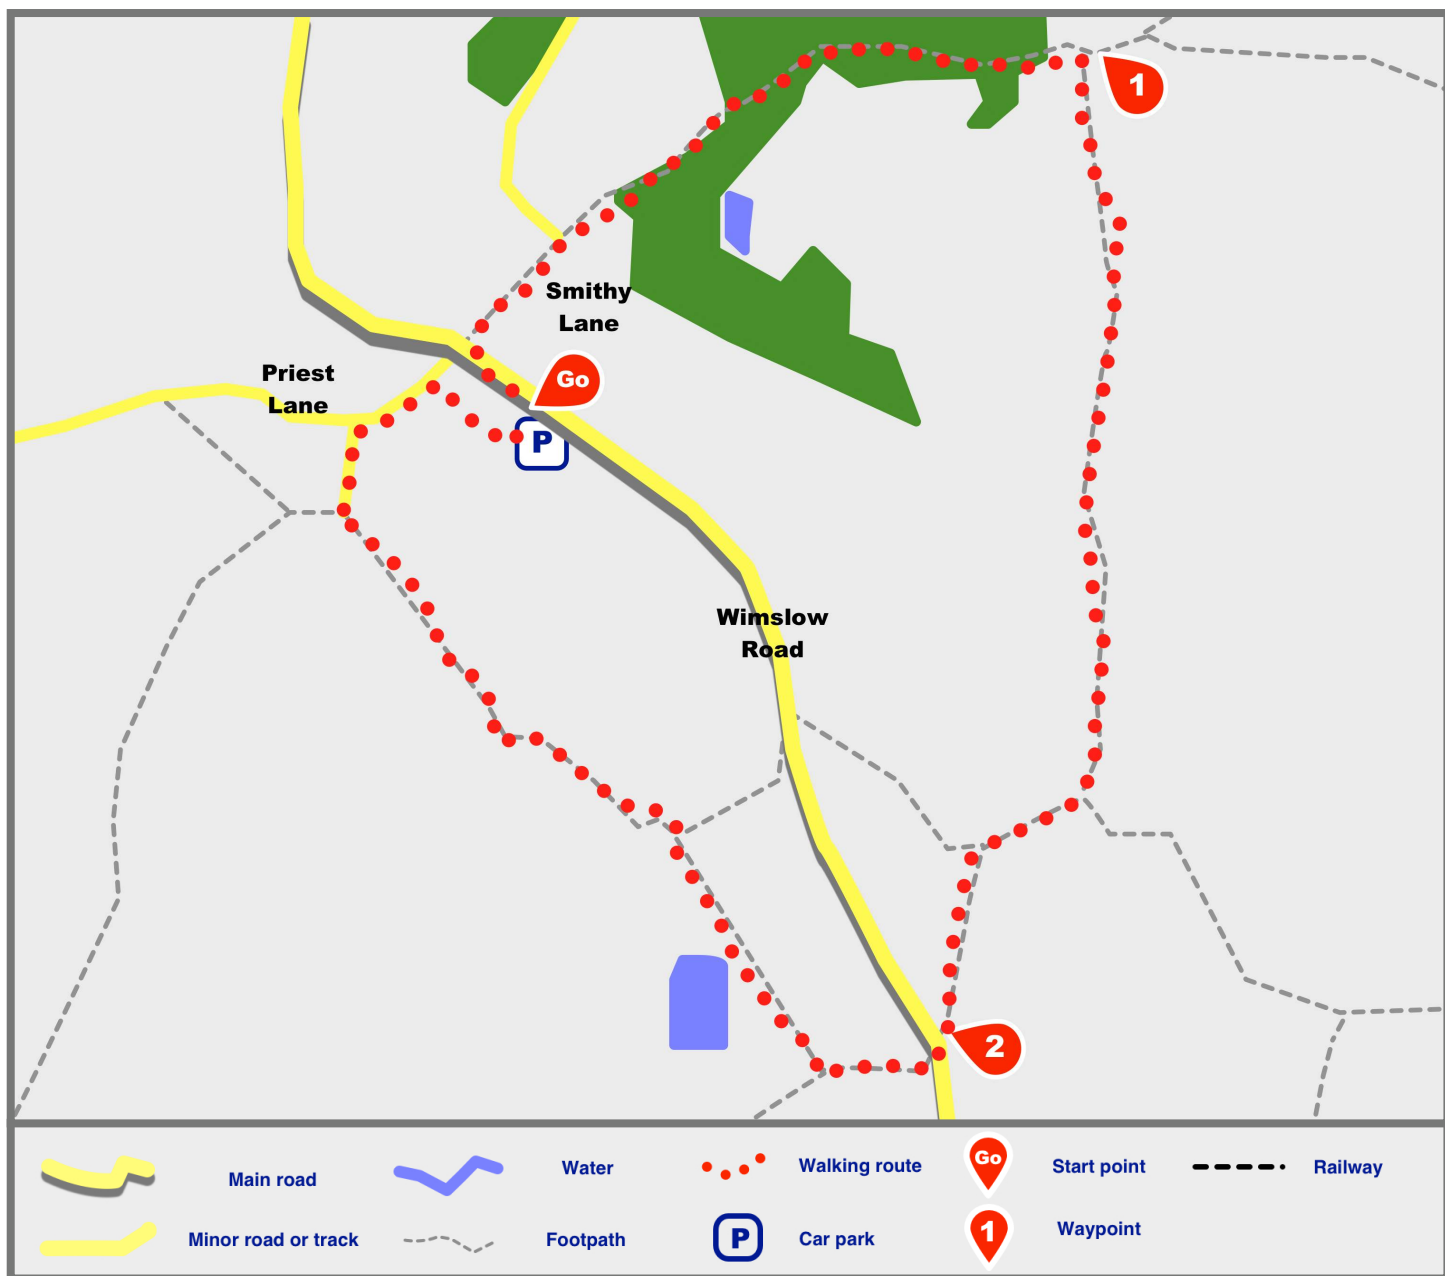 1
Smithy
Lane
Priest
Lane
Go
P
Wimslow
Road
2
Main road
Water
Walking route
Go
Start point
Railway
Minor road or track
Footpath
P
Car park
1
Waypoint